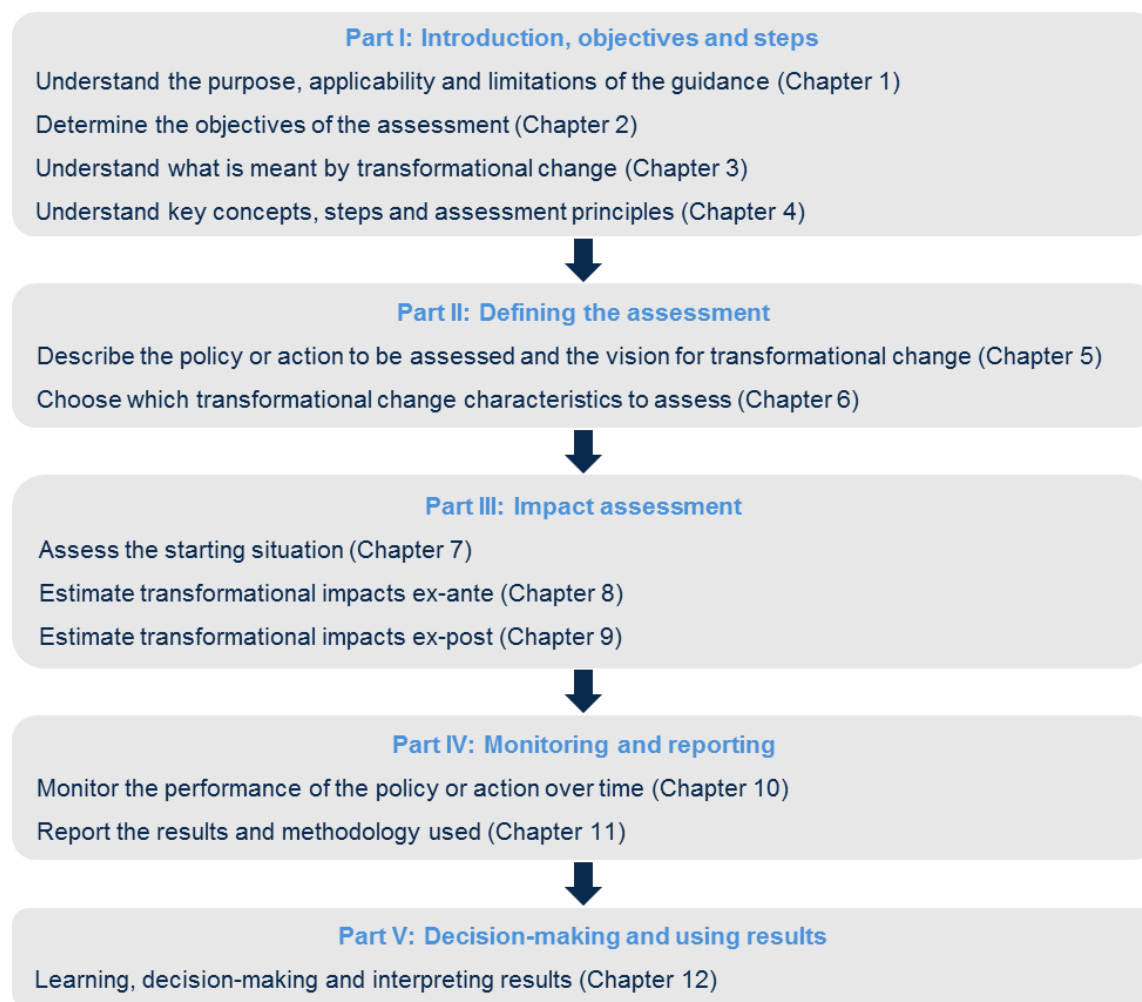 Part I: Introduction, objectives and steps
Understand the purpose, applicability and limitations of the guidance (Chapter 1)
Determine the objectives of the assessment (Chapter 2)
Understand what is meant by transformational change (Chapter 3)
Understand key concepts, steps and assessment principles (Chapter 4)
Part II: Defining the assessment
Describe the policy or action to be assessed and the vision for transformational change (Chapter 5)
Choose which transformational change characteristics to assess (Chapter 6)
Part III: Impact assessment
Assess the starting situation (Chapter 7)
Estimate transformational impacts ex-ante (Chapter 8)
Estimate transformational impacts ex-post (Chapter 9)
Part IV: Monitoring and reporting
Monitor the performance of the policy or action over time (Chapter 10)
Report the results and methodology used (Chapter 11)
Part V: Decision-making and using results
Learning, decision-making and interpreting results (Chapter 12)